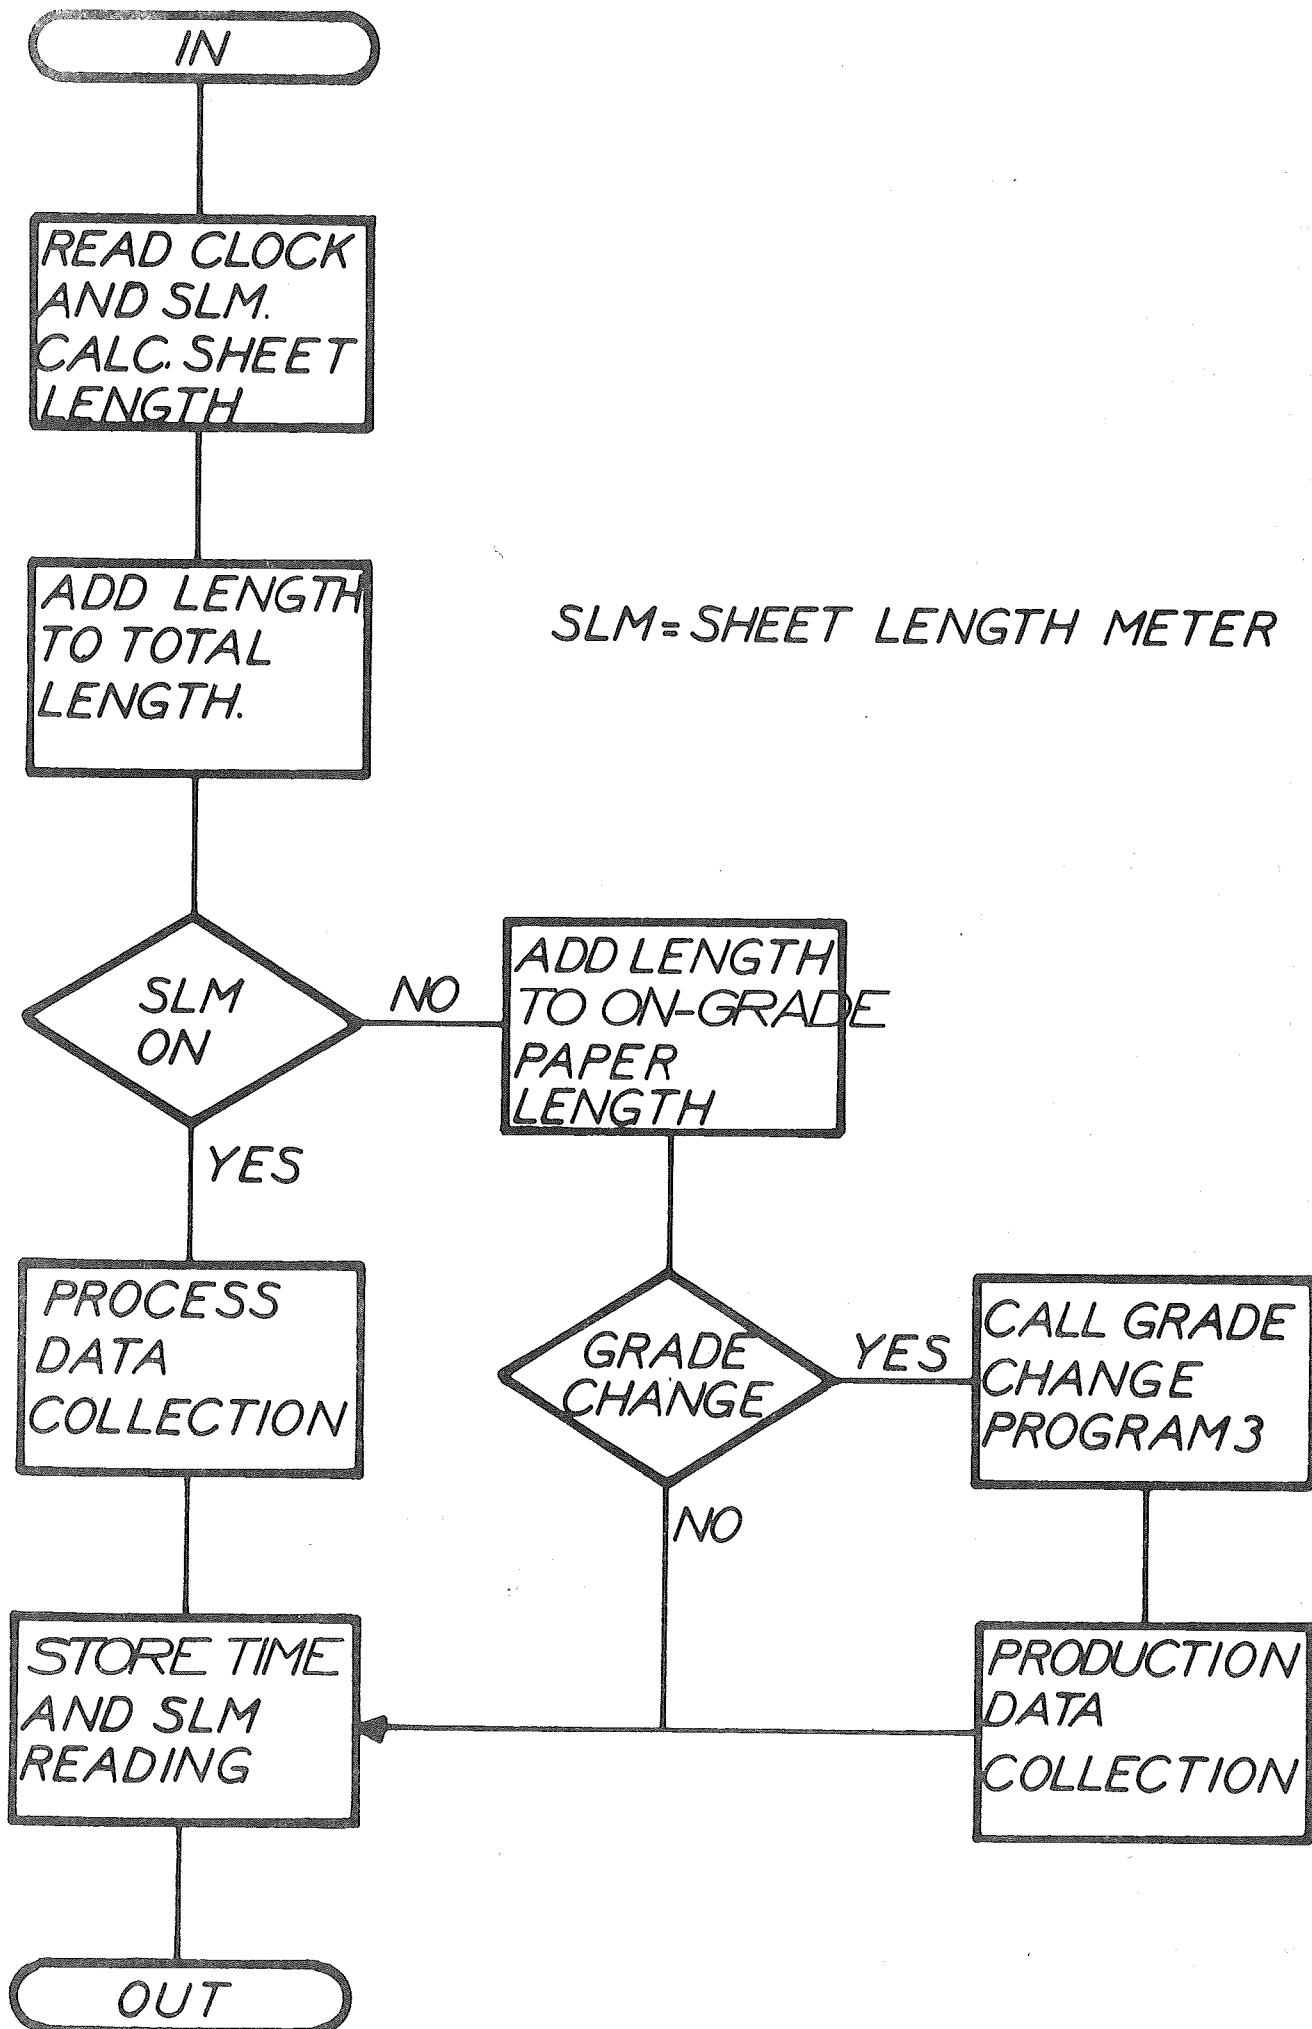 IN
READ CLOCK
AND SLM.
CALC. SHEET
LENGTH
ADD LENGTH
TO TOTAL
LENGTH.
SLM=SHEET LENGTH METER
SLM
ON
NO
YES
ADD LENGTH
TO ON-GRADE
PAPER
LENGTH
PROCESS
DATA
COLLECTION
GRADE
CHANGE
YES
NO
CALL GRADE
CHANGE
PROGRAM 3
STORE TIME
AND SLM
READING
PRODUCTION
DATA
COLLECTION
OUT